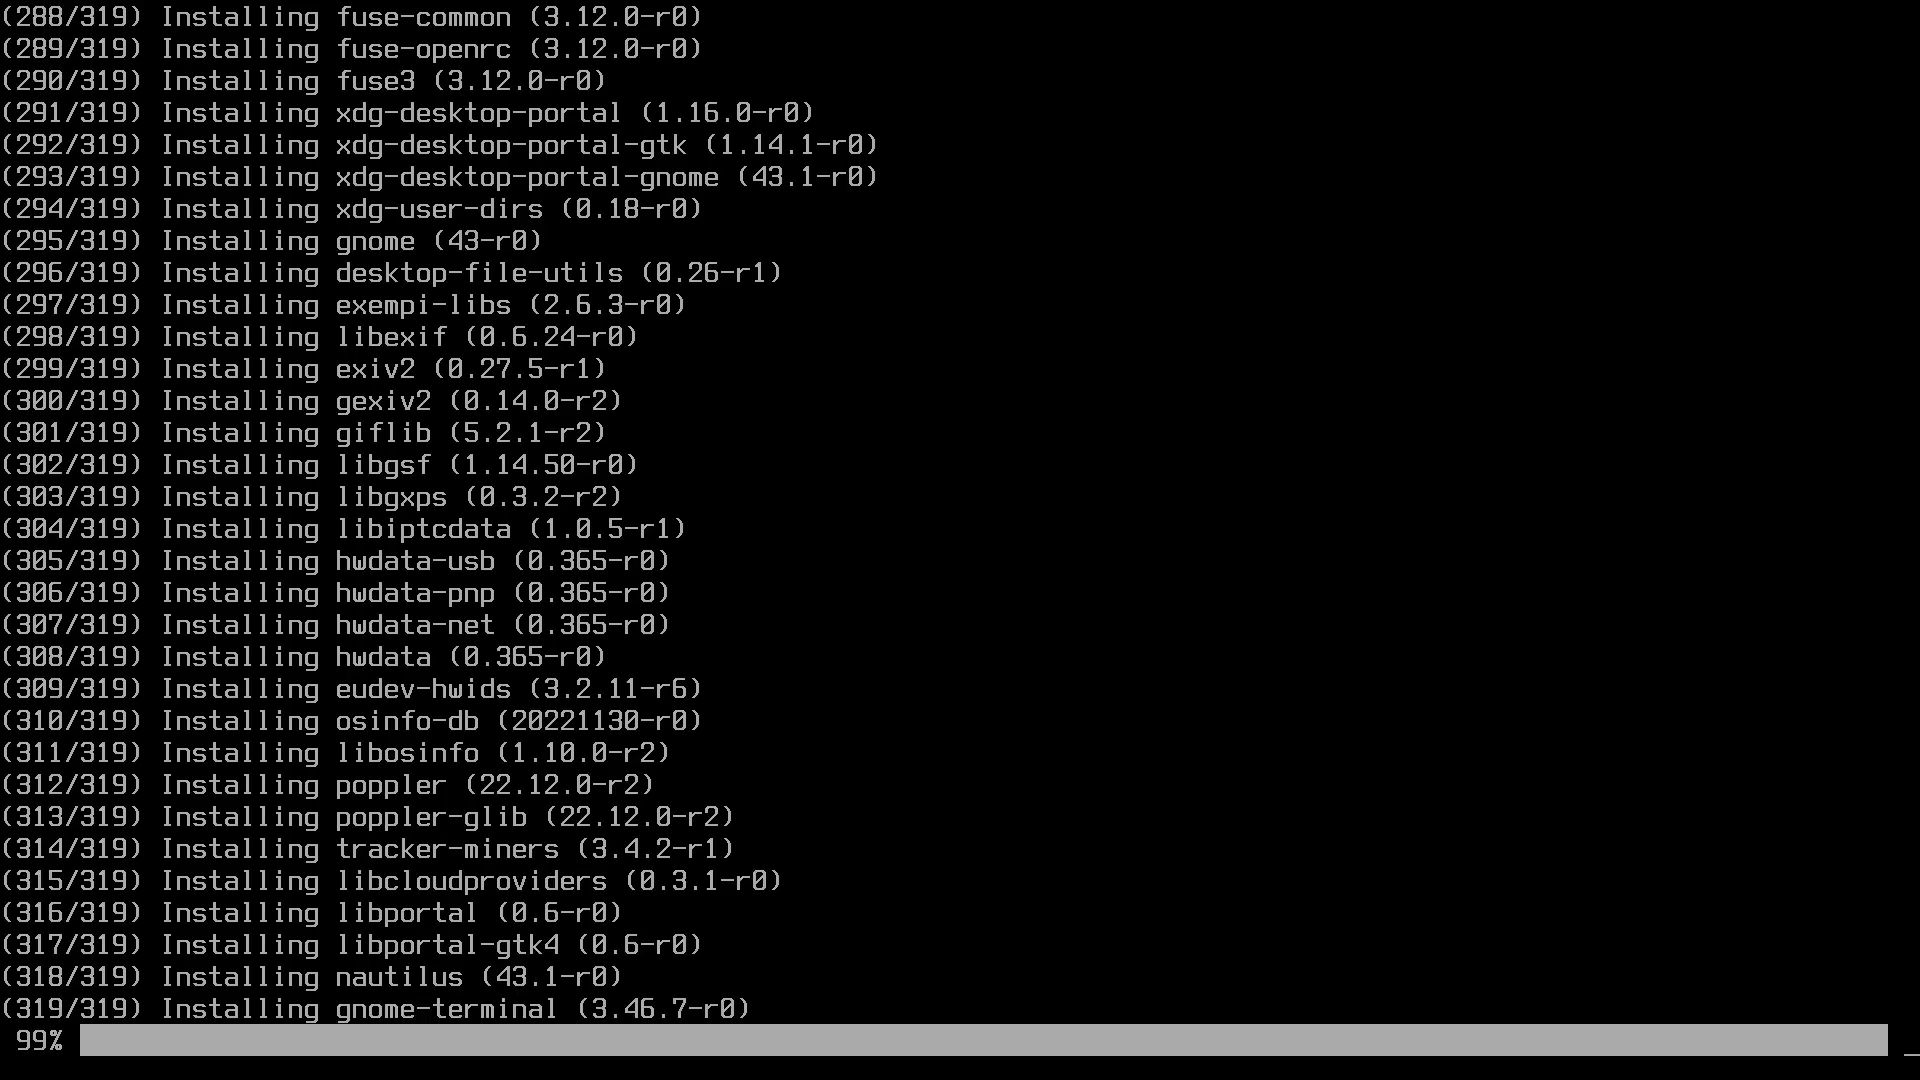 (288/319) Installing fuse-common (3.12.0-r0)
(289/319) Installing fuse-openrc (3.12.0-r0)
(290/319) Installing fuse3 (3.12.0-r0)
(291/319) Installing xdg-desktop-portal (1.16.0-r0)
(292/319) Installing xdg-desktop-portal-gtk (1.14.1-r0)
(293/319) Installing xdg-desktop-portal-gnome (43.1-r0)
(294/319) Installing xdg-user-dirs (0.18-r0)
(295/319) Installing gnome (43-r0)
(296/319) Installing desktop-file-utils (0.26-r1)
(297/319) Installing exempi-libs (2.6.3-r0)
(298/319) Installing libexif (0.6.24-r0)
(299/319) Installing exiv2 (0.27.5-r1)
(300/319) Installing gexiv2 (0.14.0-r2)
(301/319) Installing giflib (5.2.1-r2)
(302/319) Installing libgsf (1.14.50-r0)
(303/319) Installing libgxps (0.3.2-r2)
(304/319) Installing libiptcdata (1.0.5-r1)
(305/319) Installing hwdata-usb (0.365-r0)
(306/319) Installing hwdata-pnp (0.365-r0)
(307/319) Installing hwdata-net (0.365-r0)
(308/319) Installing hwdata (0.365-r0)
(309/319) Installing eudev-hwids (3.2.11-r6)
(310/319) Installing osinfo-db (20221130-r0)
(311/319) Installing libosinfo (1.10.0-r2)
(312/319) Installing poppler (22.12.0-r2)
(313/319) Installing poppler-glib (22.12.0-r2)
(314/319) Installing tracker-miners (3.4.2-r1)
(315/319) Installing libcloudproviders (0.3.1-r0)
(316/319) Installing libportal (0.6-r0)
(317/319) Installing libportal-gtk4 (0.6-r0)
(318/319) Installing nautilus (43.1-r0)
(319/319) Installing gnome-terminal (3.46.7-r0)
99%